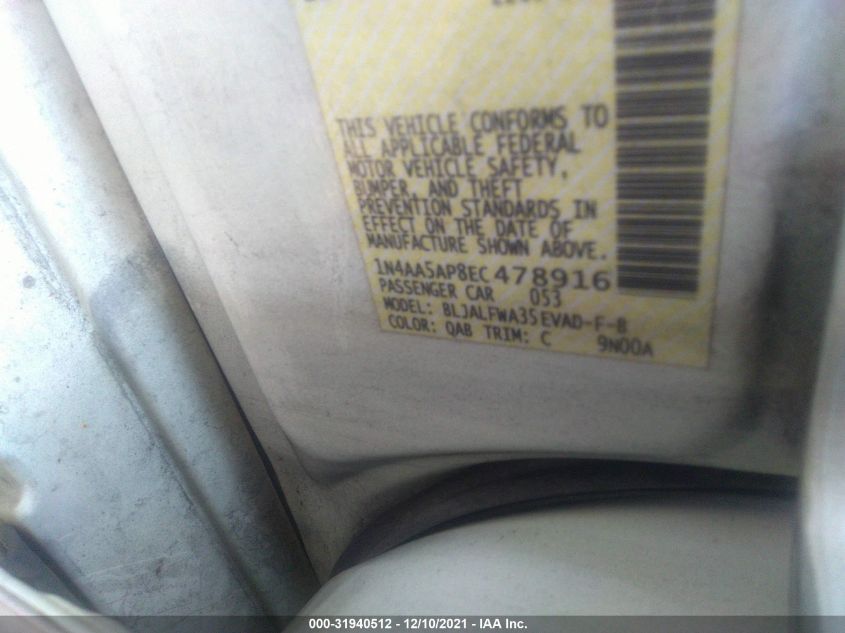 THIS VEHICLE CONFORMS TO
ALL APPLICABLE FEDERAL
MOTOR VEHICLE SAFETY,
BUMPER, AND THEFT
PREVENTION STANDARDS IN
EFFECT ON THE DATE OF
MANUFACTURE SHOWN ABOVE.
1N4AA5AP8EC478916
PASSENGER CAR 053
MODEL: BLJALFWA35EVAD-F-B
COLOR: QAB TRIM: C 9N00A
000-31940512 - 12/10/2021 - IAA Inc.